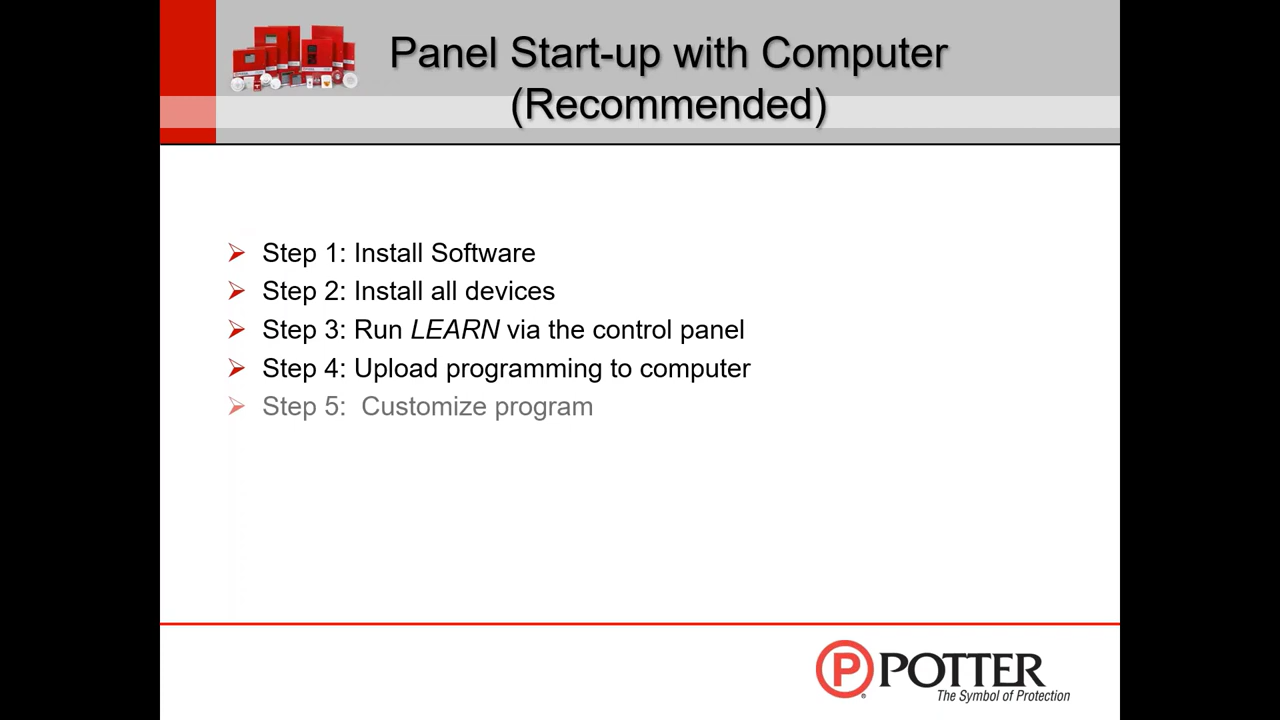 Panel Start-up with Computer
(Recommended)
Step 1: Install Software
Step 2: Install all devices
Step 3: Run LEARN via the control panel
Step 4: Upload programming to computer
Step 5:  Customize program
P POTTER
The Symbol of Protection